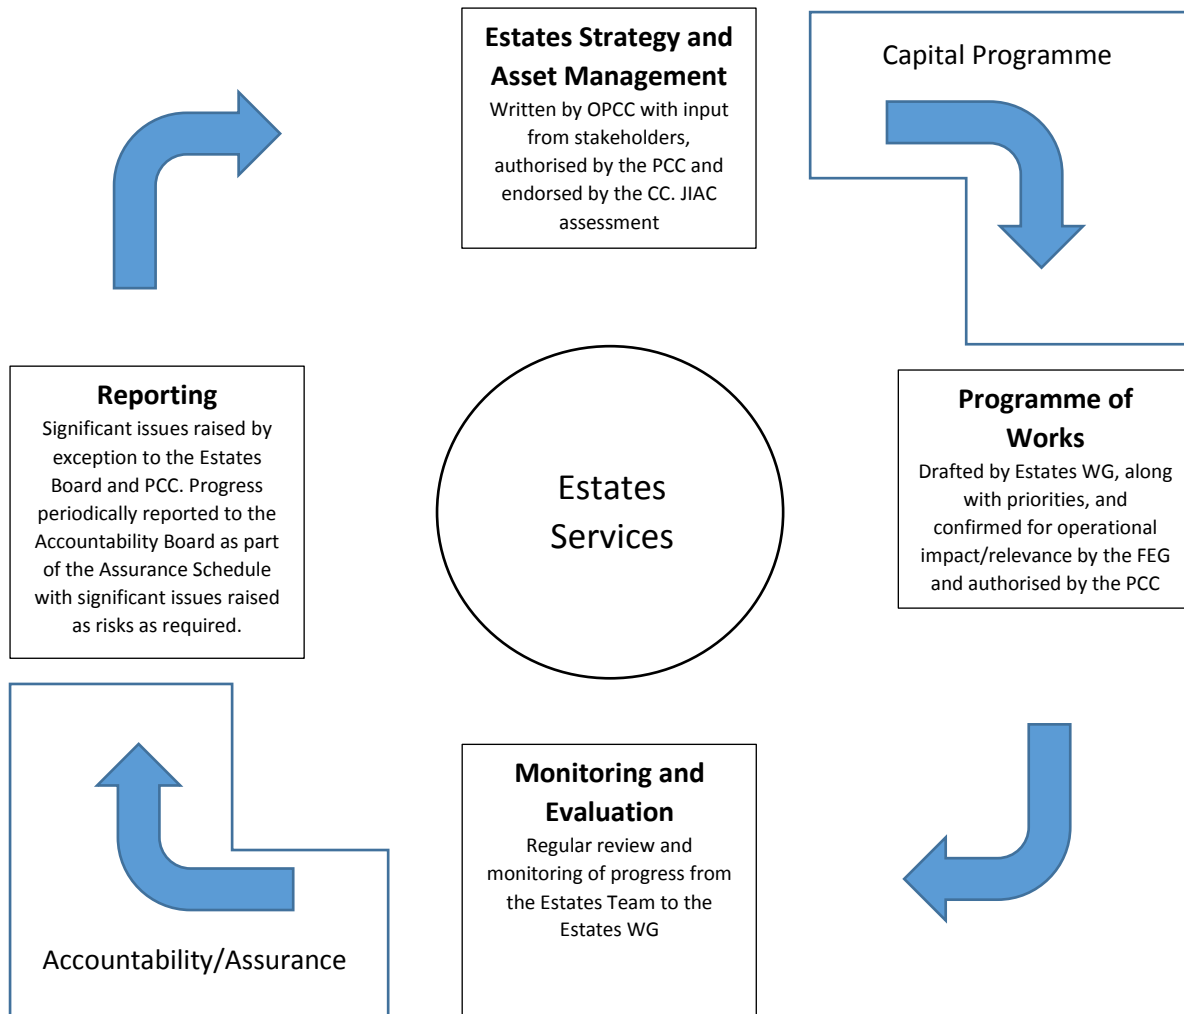 Estates Strategy and
Asset Management
Written by OPCC with input
from stakeholders,
authorised by the PCC and
endorsed by the CC. JIAC
assessment
Capital Programme
Reporting
Significant issues raised by
exception to the Estates
Board and PCC. Progress
periodically reported to the
Accountability Board as part
of the Assurance Schedule
with significant issues raised
as risks as required.
Estates
Services
Programme of
Works
Drafted by Estates WG, along
with priorities, and
confirmed for operational
impact/relevance by the FEG
and authorised by the PCC
Monitoring and
Evaluation
Regular review and
monitoring of progress from
the Estates Team to the
Estates WG
Accountability/Assurance